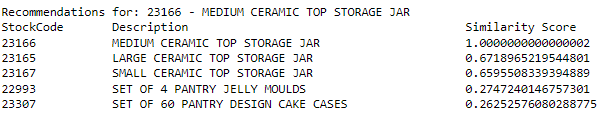 Recommendations for: 23166 - MEDIUM CERAMIC TOP STORAGE JAR
StockCode Description Similarity Score
23166 MEDIUM CERAMIC TOP STORAGE JAR 1.0000000000000002
23165 LARGE CERAMIC TOP STORAGE JAR 0.6718965219544801
23167 SMALL CERAMIC TOP STORAGE JAR 0.6595508339394889
22993 SET OF 4 PANTRY JELLY MOULDS 0.2747240146757301
23307 SET OF 60 PANTRY DESIGN CAKE CASES 0.26252576080288775